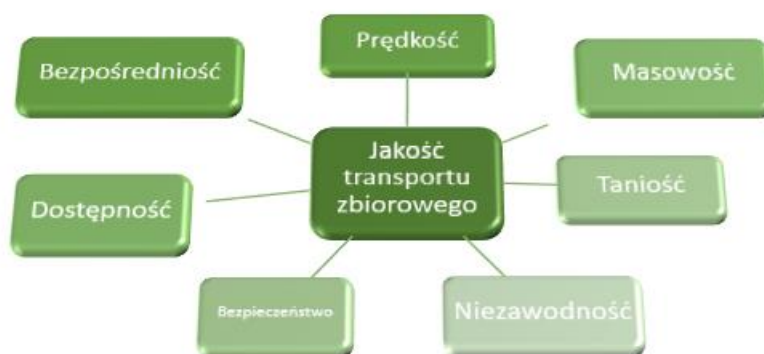 Prędkość
Bezpośredniość
Masowość
Jakość
transportu
zbiorowego
Taniość
Dostępność
Bezpieczeństwo
Niezawodność